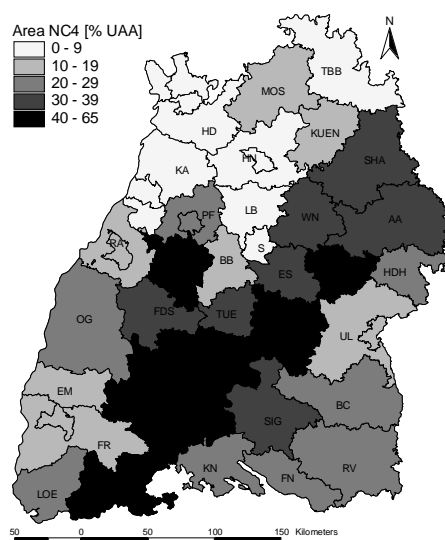 Area NC4 [% UAA]
0 - 9
10 - 19
20 - 29
30 - 39
40 - 65
N
TBB
MOS
HD
KUEN
HN
SHA
KA
PF
LB
WN
AA
RA
S
BB
ES
HDH
OG
FDS
TUE
UL
EM
BC
SIG
FR
KN
FN
RV
LOE
50 0 50 100 150 Kilometers